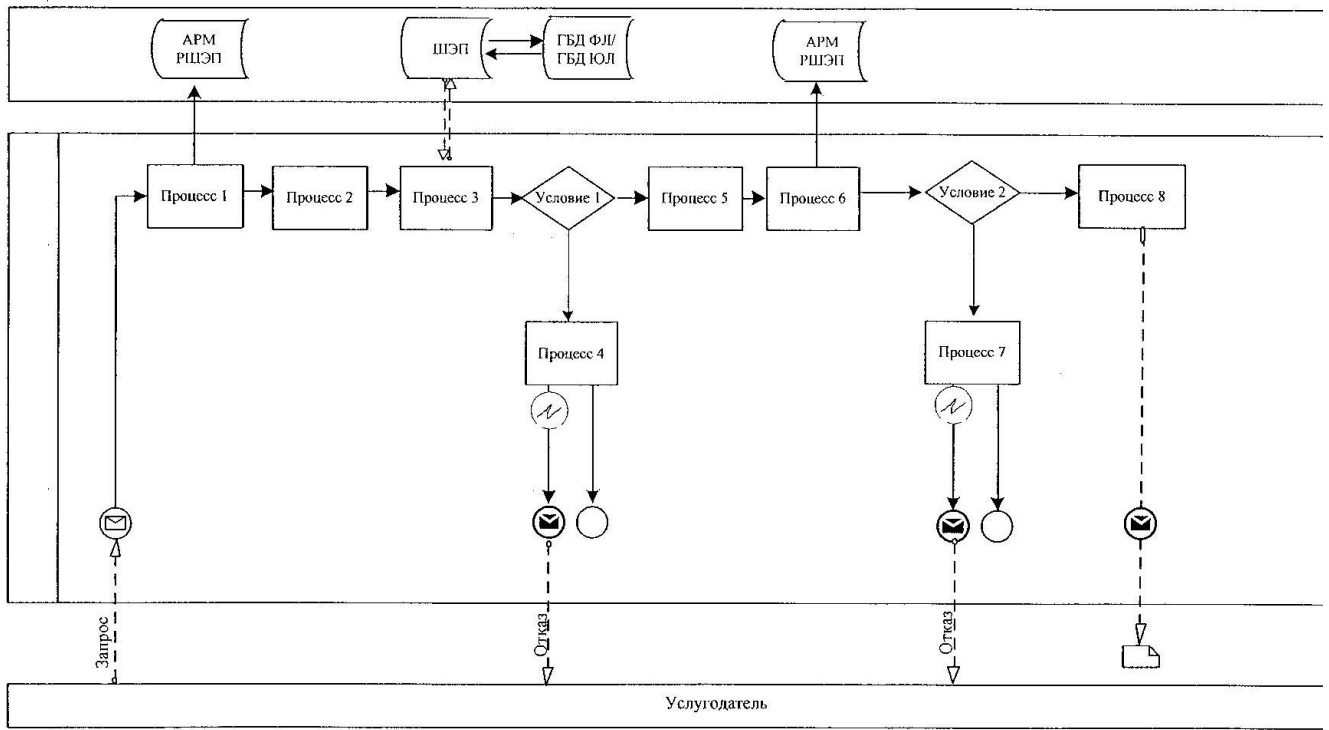 АРМ
РШЭП
ШЭП
ГБД ФЛ/
ГБД ЮЛ
АРМ
РШЭП
Процесс 1
Процесс 2
Процесс 3
Условие 1
Процесс 5
Процесс 6
Условие 2
Процесс 8
Процесс 4
Процесс 7
Запрос
Отказ
Отказ
Услугодатель